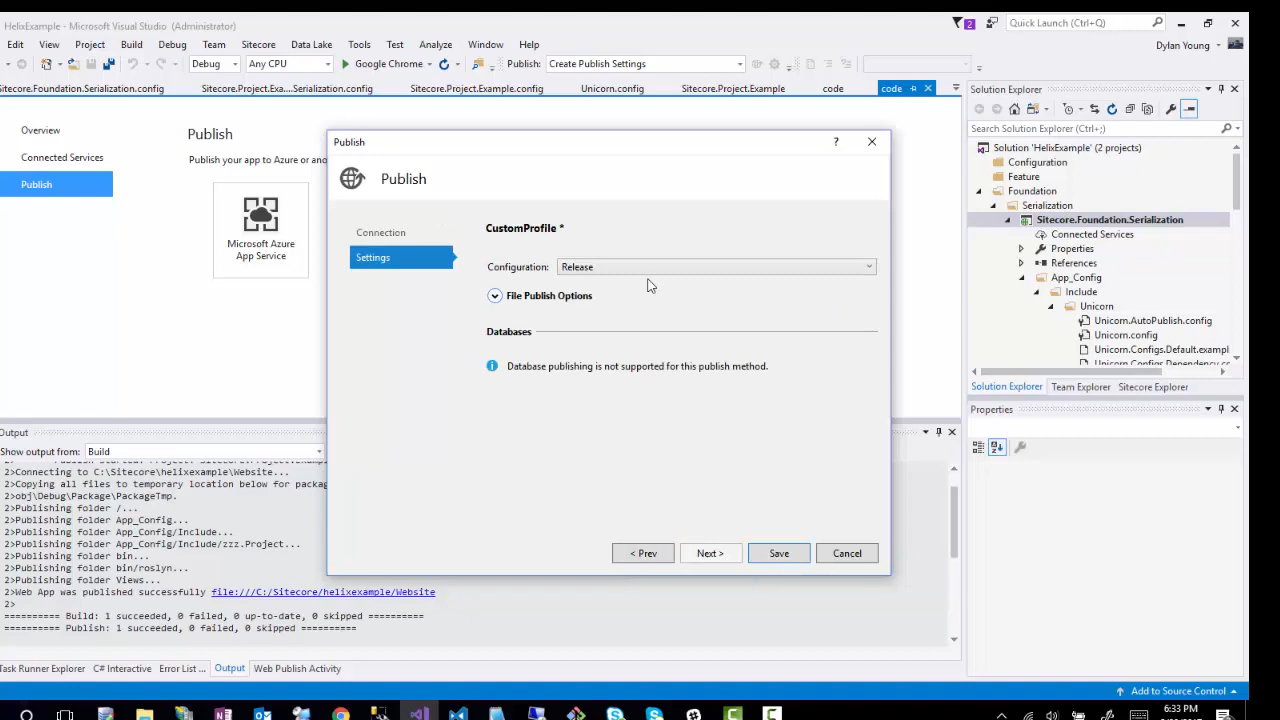 HelixExample - Microsoft Visual Studio (Administrator)
2
Quick Launch (Ctrl+;)
Edit View Project Build Debug Team Sitecore Data Lake Tools Test Analyze Window Help
Dylan Young
Debug Any CPU Google Chrome Publish: Create Publish Settings
Sitecore.Foundation.Serialization.config Sitecore.Project.Exa....Serialization.config Sitecore.Project.Example.config Unicorn.config Sitecore.Project.Example code code
Overview
Connected Services
Publish
Publish
Publish your app to Azure or ano
Microsoft Azure
App Service
Publish
?
Publish
Connection
Settings
CustomProfile *
Configuration: Release
File Publish Options
Databases
Database publishing is not supported for this publish method.
< Prev Next > Save Cancel
Solution Explorer
Search Solution Explorer (Ctrl+;)
Solution 'HelixExample' (2 projects)
Configuration
Feature
Foundation
Serialization
Sitecore.Foundation.Serialization
Connected Services
Properties
References
App_Config
Include
Unicorn
Unicorn.AutoPublish.config
Unicorn.config
Unicorn.Configs.Default.exampl
Unicorn.Configs.Dependency.co
Solution Explorer Team Explorer Sitecore Explorer
Properties
Output
Show output from: Build
2>Connecting to C:\Sitecore\helixexample\Website...
2>Copying all files to temporary location below for packag
2>obj\Debug\Package\PackageTmp.
2>Publishing folder /...
2>Publishing folder App_Config...
2>Publishing folder App_Config/Include...
2>Publishing folder App_Config/Include/zzz.Project...
2>Publishing folder bin...
2>Publishing folder bin/roslyn...
2>Publishing folder Views...
2>Web App was published successfully file:///C:/Sitecore/helixexample/Website
2>
========== Build: 1 succeeded, 0 failed, 0 up-to-date, 0 skipped ==========
========== Publish: 1 succeeded, 0 failed, 0 skipped ==========
Task Runner Explorer C# Interactive Error List ... Output Web Publish Activity
Add to Source Control
6:33 PM